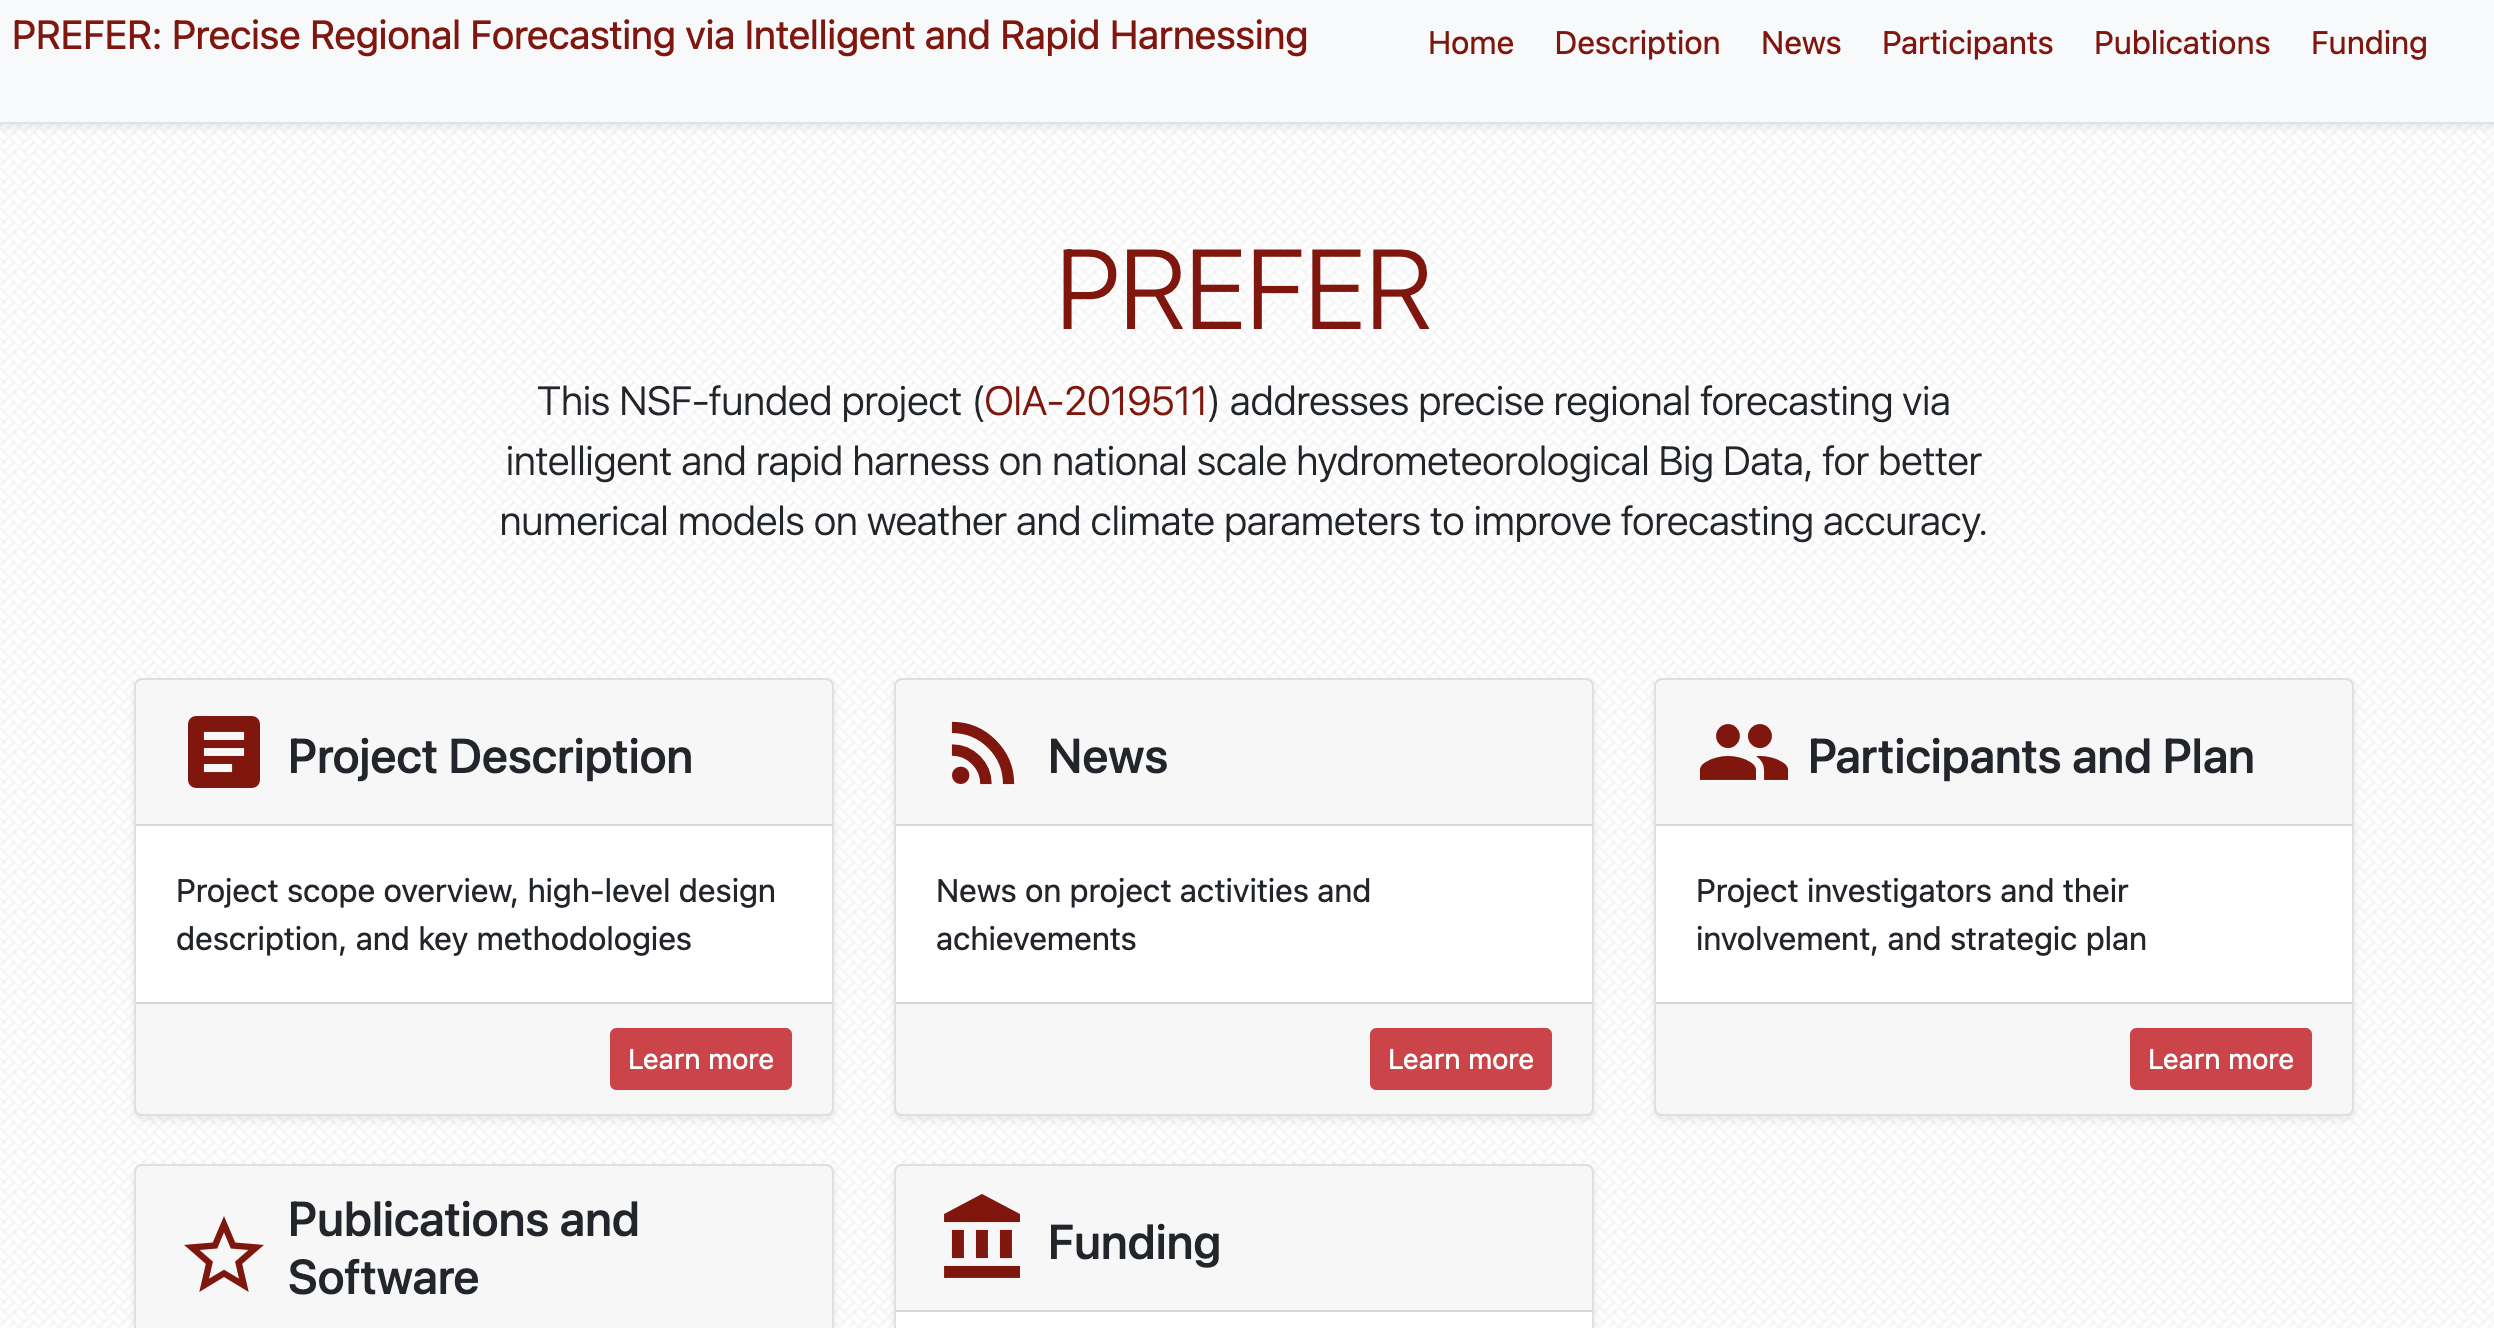 PREFER: Precise Regional Forecasting via Intelligent and Rapid Harnessing
Home Description News Participants Publications Funding
PREFER
This NSF-funded project (OIA-2019511) addresses precise regional forecasting via
intelligent and rapid harness on national scale hydrometeorological Big Data, for better
numerical models on weather and climate parameters to improve forecasting accuracy.
Project Description
Project scope overview, high-level design
description, and key methodologies
Learn more
News
News on project activities and
achievements
Learn more
Participants and Plan
Project investigators and their
involvement, and strategic plan
Learn more
Publications and
Software
Funding